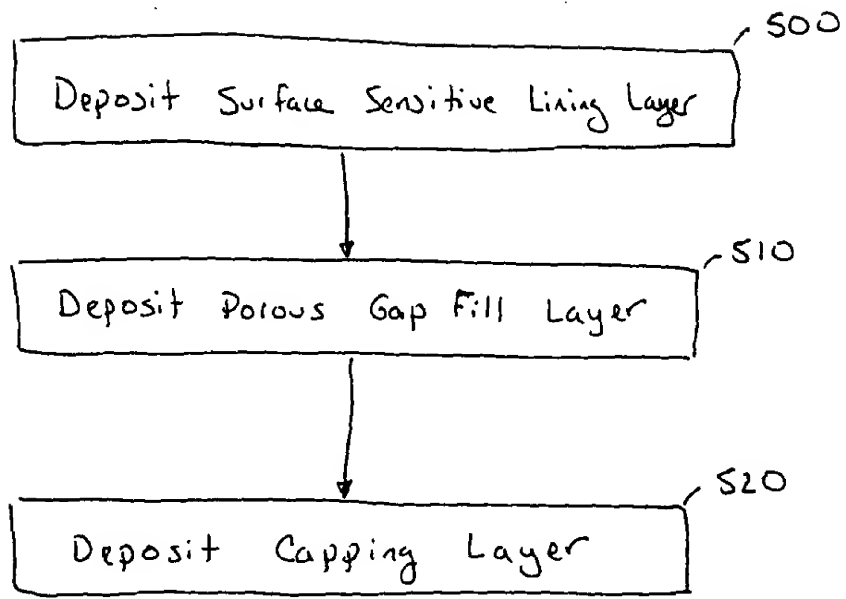 500
Deposit Surface Sensitive Lining Layer
510
Deposit Porous Gap Fill Layer
520
Deposit Capping Layer